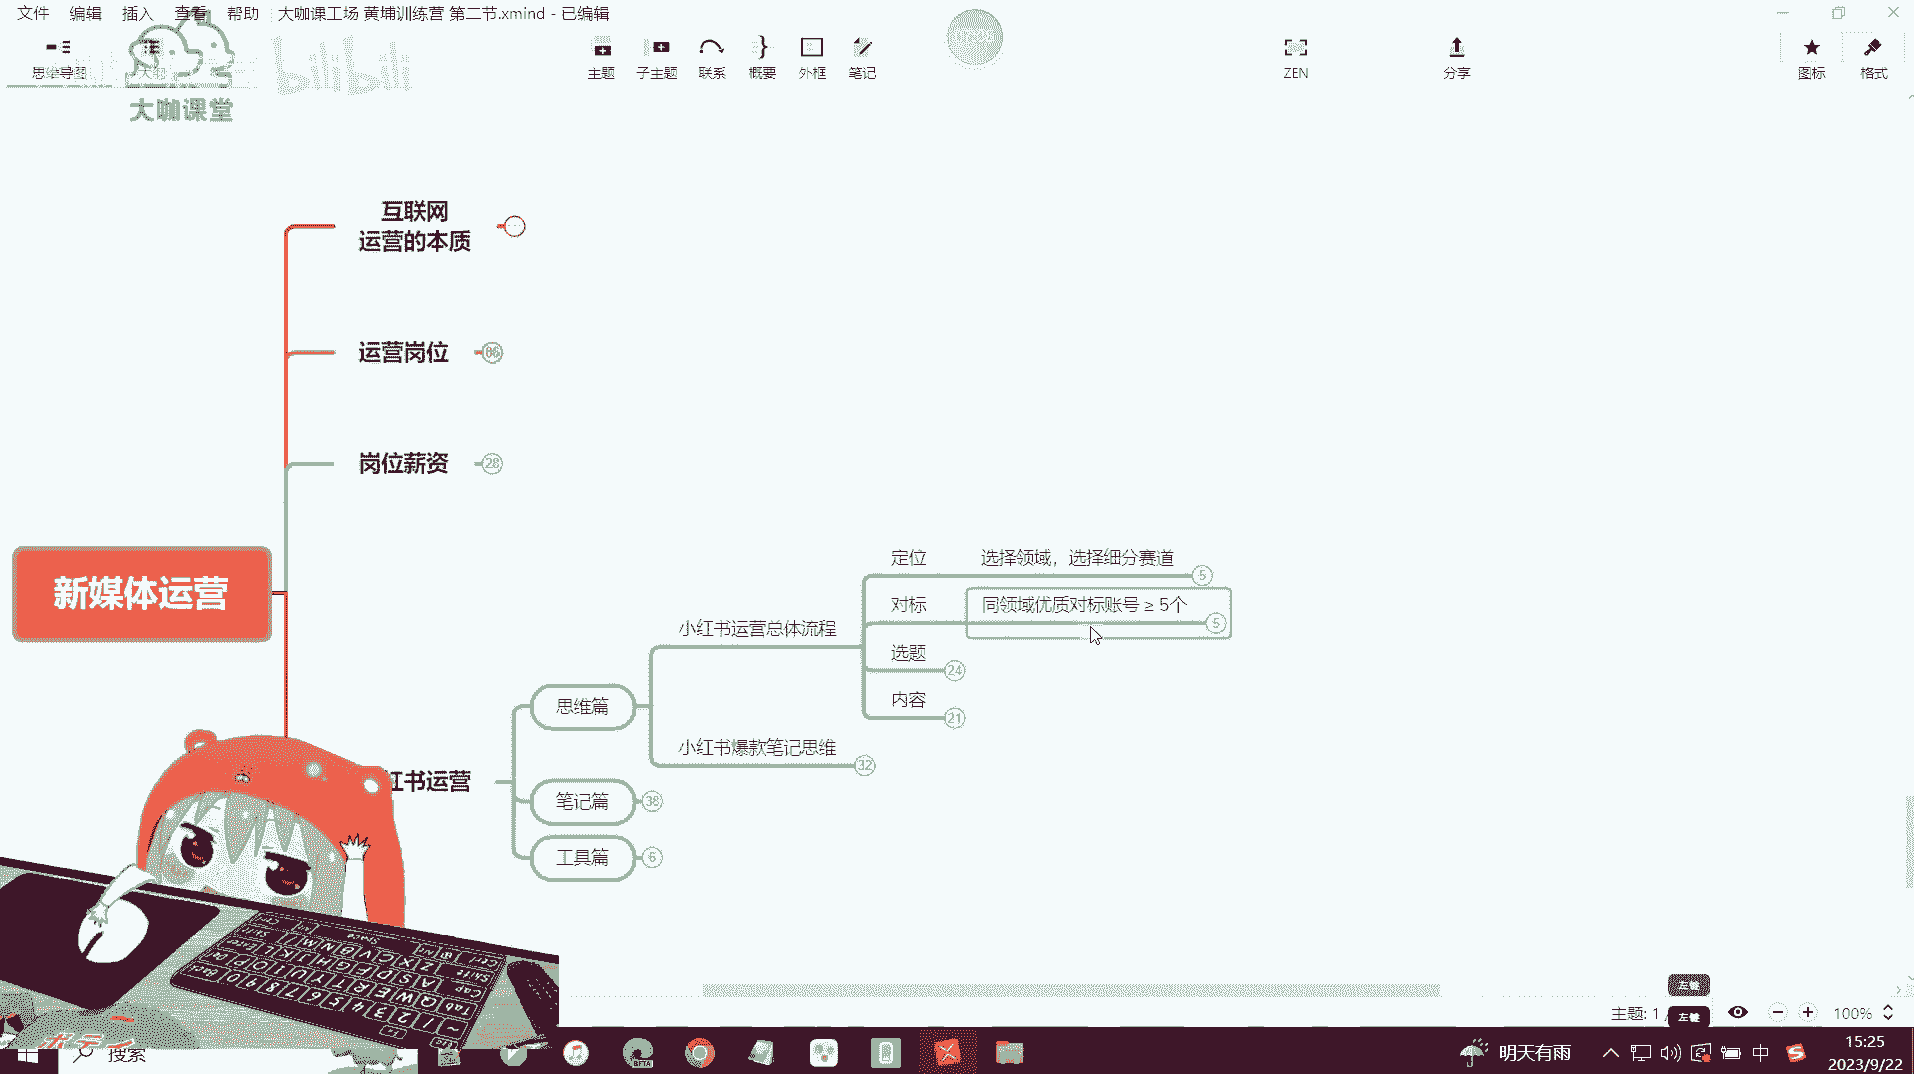 文件 编辑 插入 查看 帮助 大咖课工场 黄埔训练营 第二节.xmind - 已编辑
思维导图
主题 子主题 联系 概要 外框 笔记 ZEN 分享 图标 格式
bilibili
大咖课堂
互联网
运营的本质
运营岗位
岗位薪资 28
新媒体运营
定位 选择领域，选择细分赛道 5
对标 同领域优质对标账号 ≥ 5个 5
小红书运营总体流程
选题 24
内容 21
思维篇
小红书爆款笔记思维 32
红书运营
笔记篇 38
工具篇 6
左键
主题: 1 / 左键 100%
搜索
BETA
明天有雨 中 15:25
2023/9/22